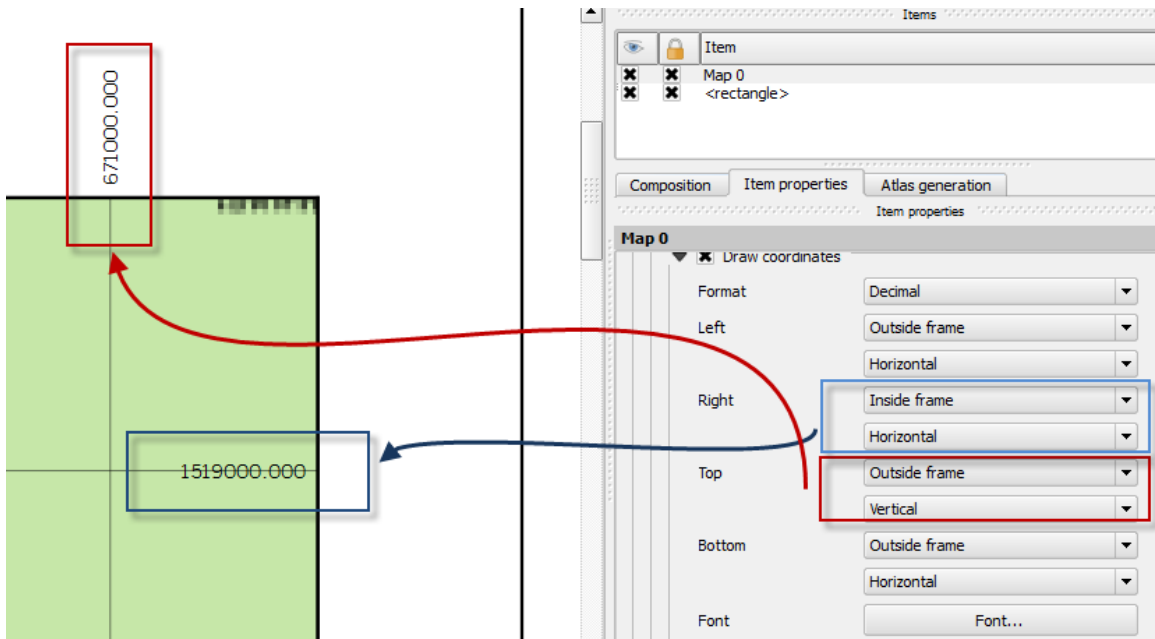 671000.000
1519000.000
Items
Item
Map 0
<rectangle>
Composition Item properties Atlas generation
Item properties
Map 0
Draw coordinates
Format Decimal
Left Outside frame
Horizontal
Right Inside frame
Horizontal
Top Outside frame
Vertical
Bottom Outside frame
Horizontal
Font Font...